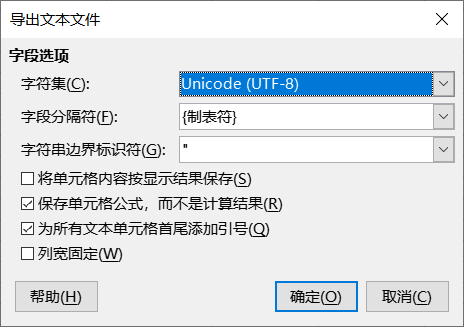 导出文本文件
字段选项
字符集(C):
Unicode (UTF-8)
字段分隔符(F):
{制表符}
字符串边界标识符(G):
"
将单元格内容按显示结果保存(S)
保存单元格公式，而不是计算结果(R)
为所有文本单元格首尾添加引号(Q)
列宽固定(W)
帮助(H)
确定(O)
取消(C)